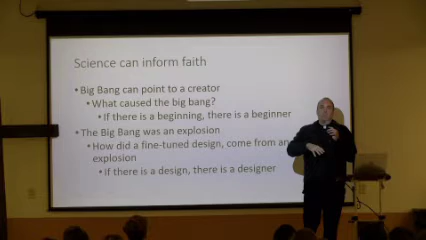 Science can inform faith
• Big Bang can point to a creator
• What caused the big bang?
• If there is a beginning, there is a beginner
• The Big Bang was an explosion
• How did a fine-tuned design, come from an
explosion
• If there is a design, there is a designer